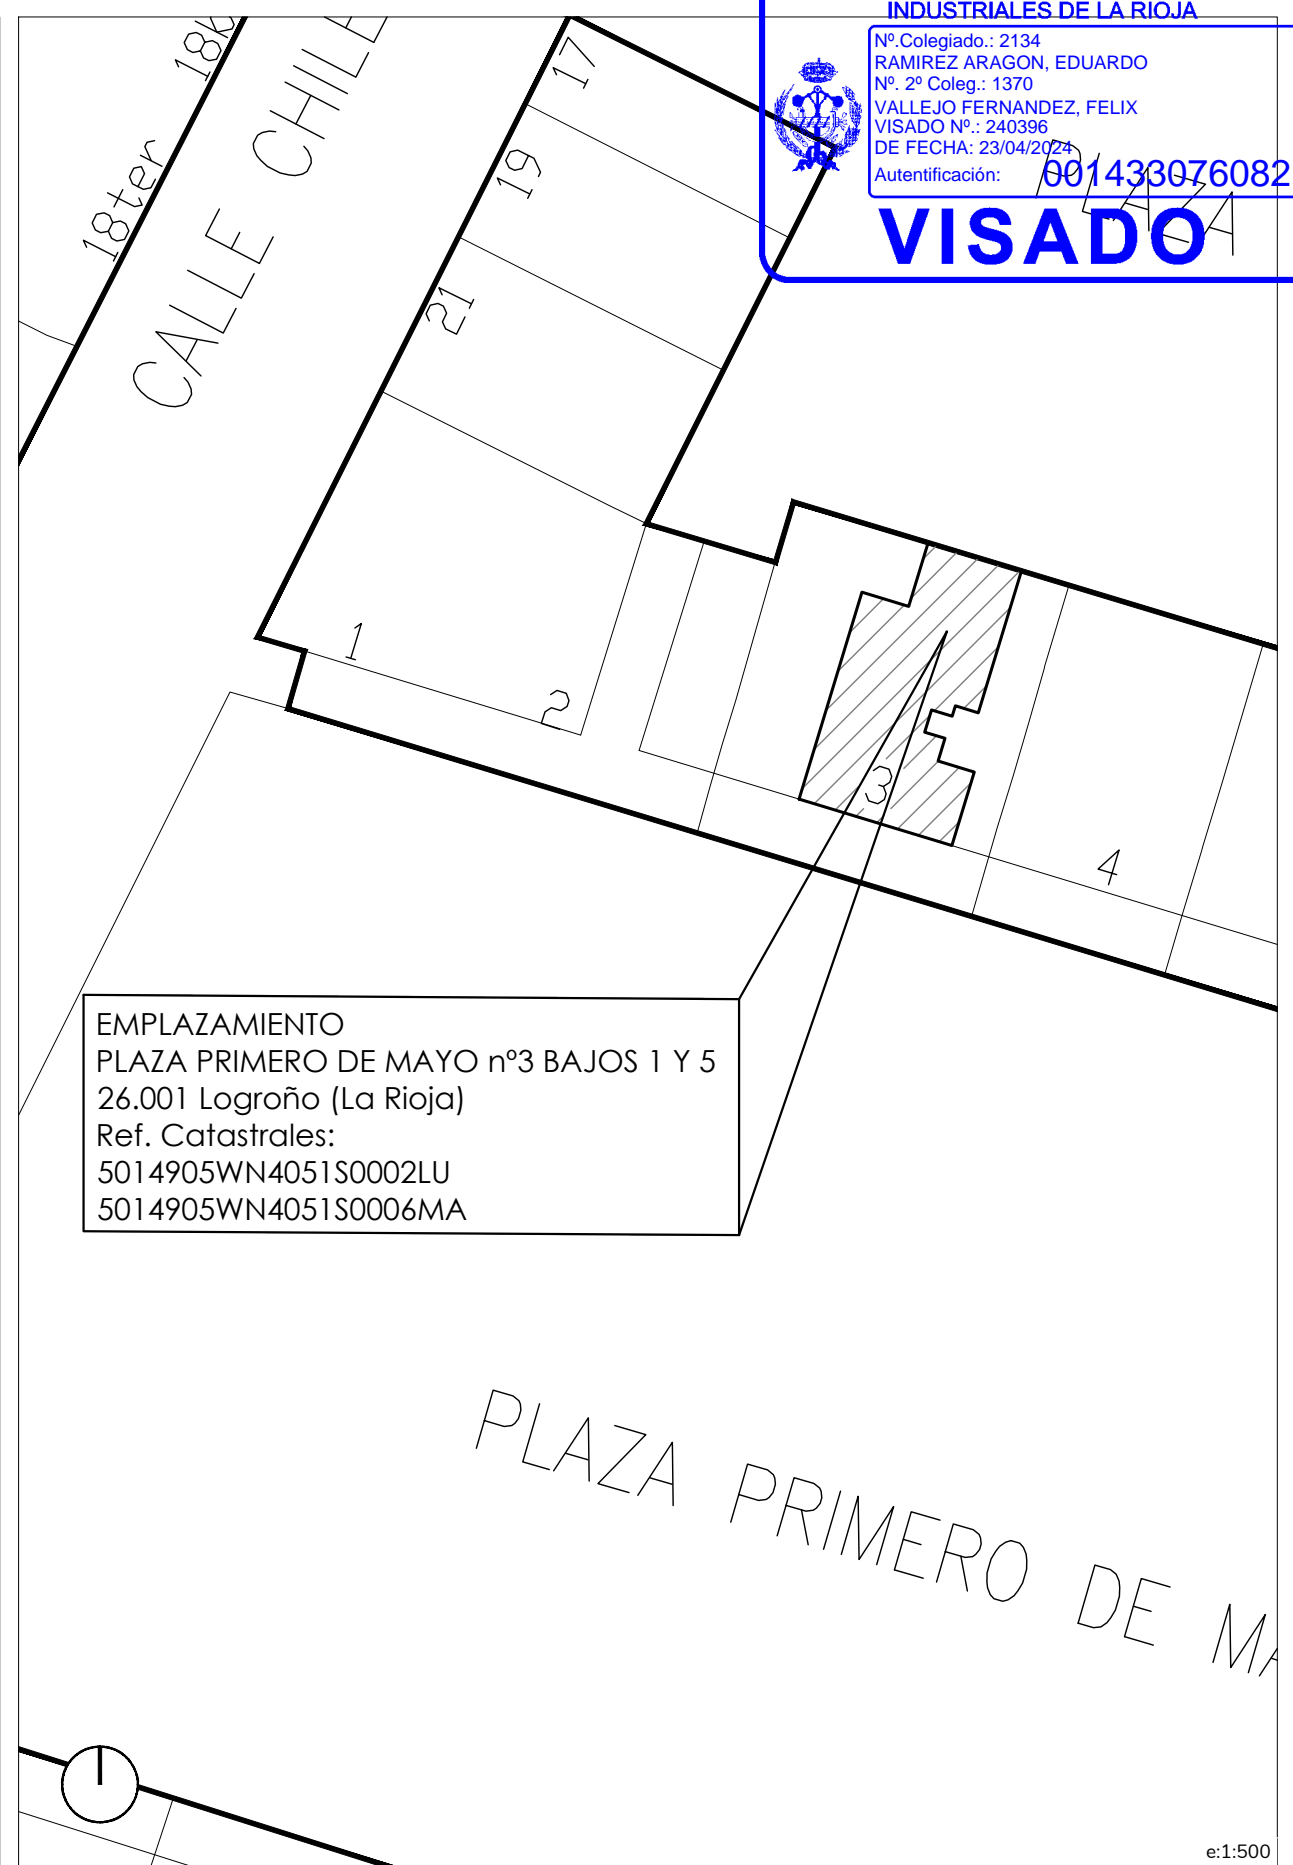 INDUSTRIALES DE LA RIOJA
Nº.Colegiado.: 2134
RAMIREZ ARAGON, EDUARDO
Nº. 2º Coleg.: 1370
VALLEJO FERNANDEZ, FELIX
VISADO Nº.: 240396
DE FECHA: 23/04/2024
Autentificación: 001433076082
VISADO
PLAZA
18ter
CALLE CHILE
17
19
21
1
2
3
4
EMPLAZAMIENTO
PLAZA PRIMERO DE MAYO nº3 BAJOS 1 Y 5
26.001 Logroño (La Rioja)
Ref. Catastrales:
5014905WN4051S0002LU
5014905WN4051S0006MA
PLAZA PRIMERO DE MA
e:1:500